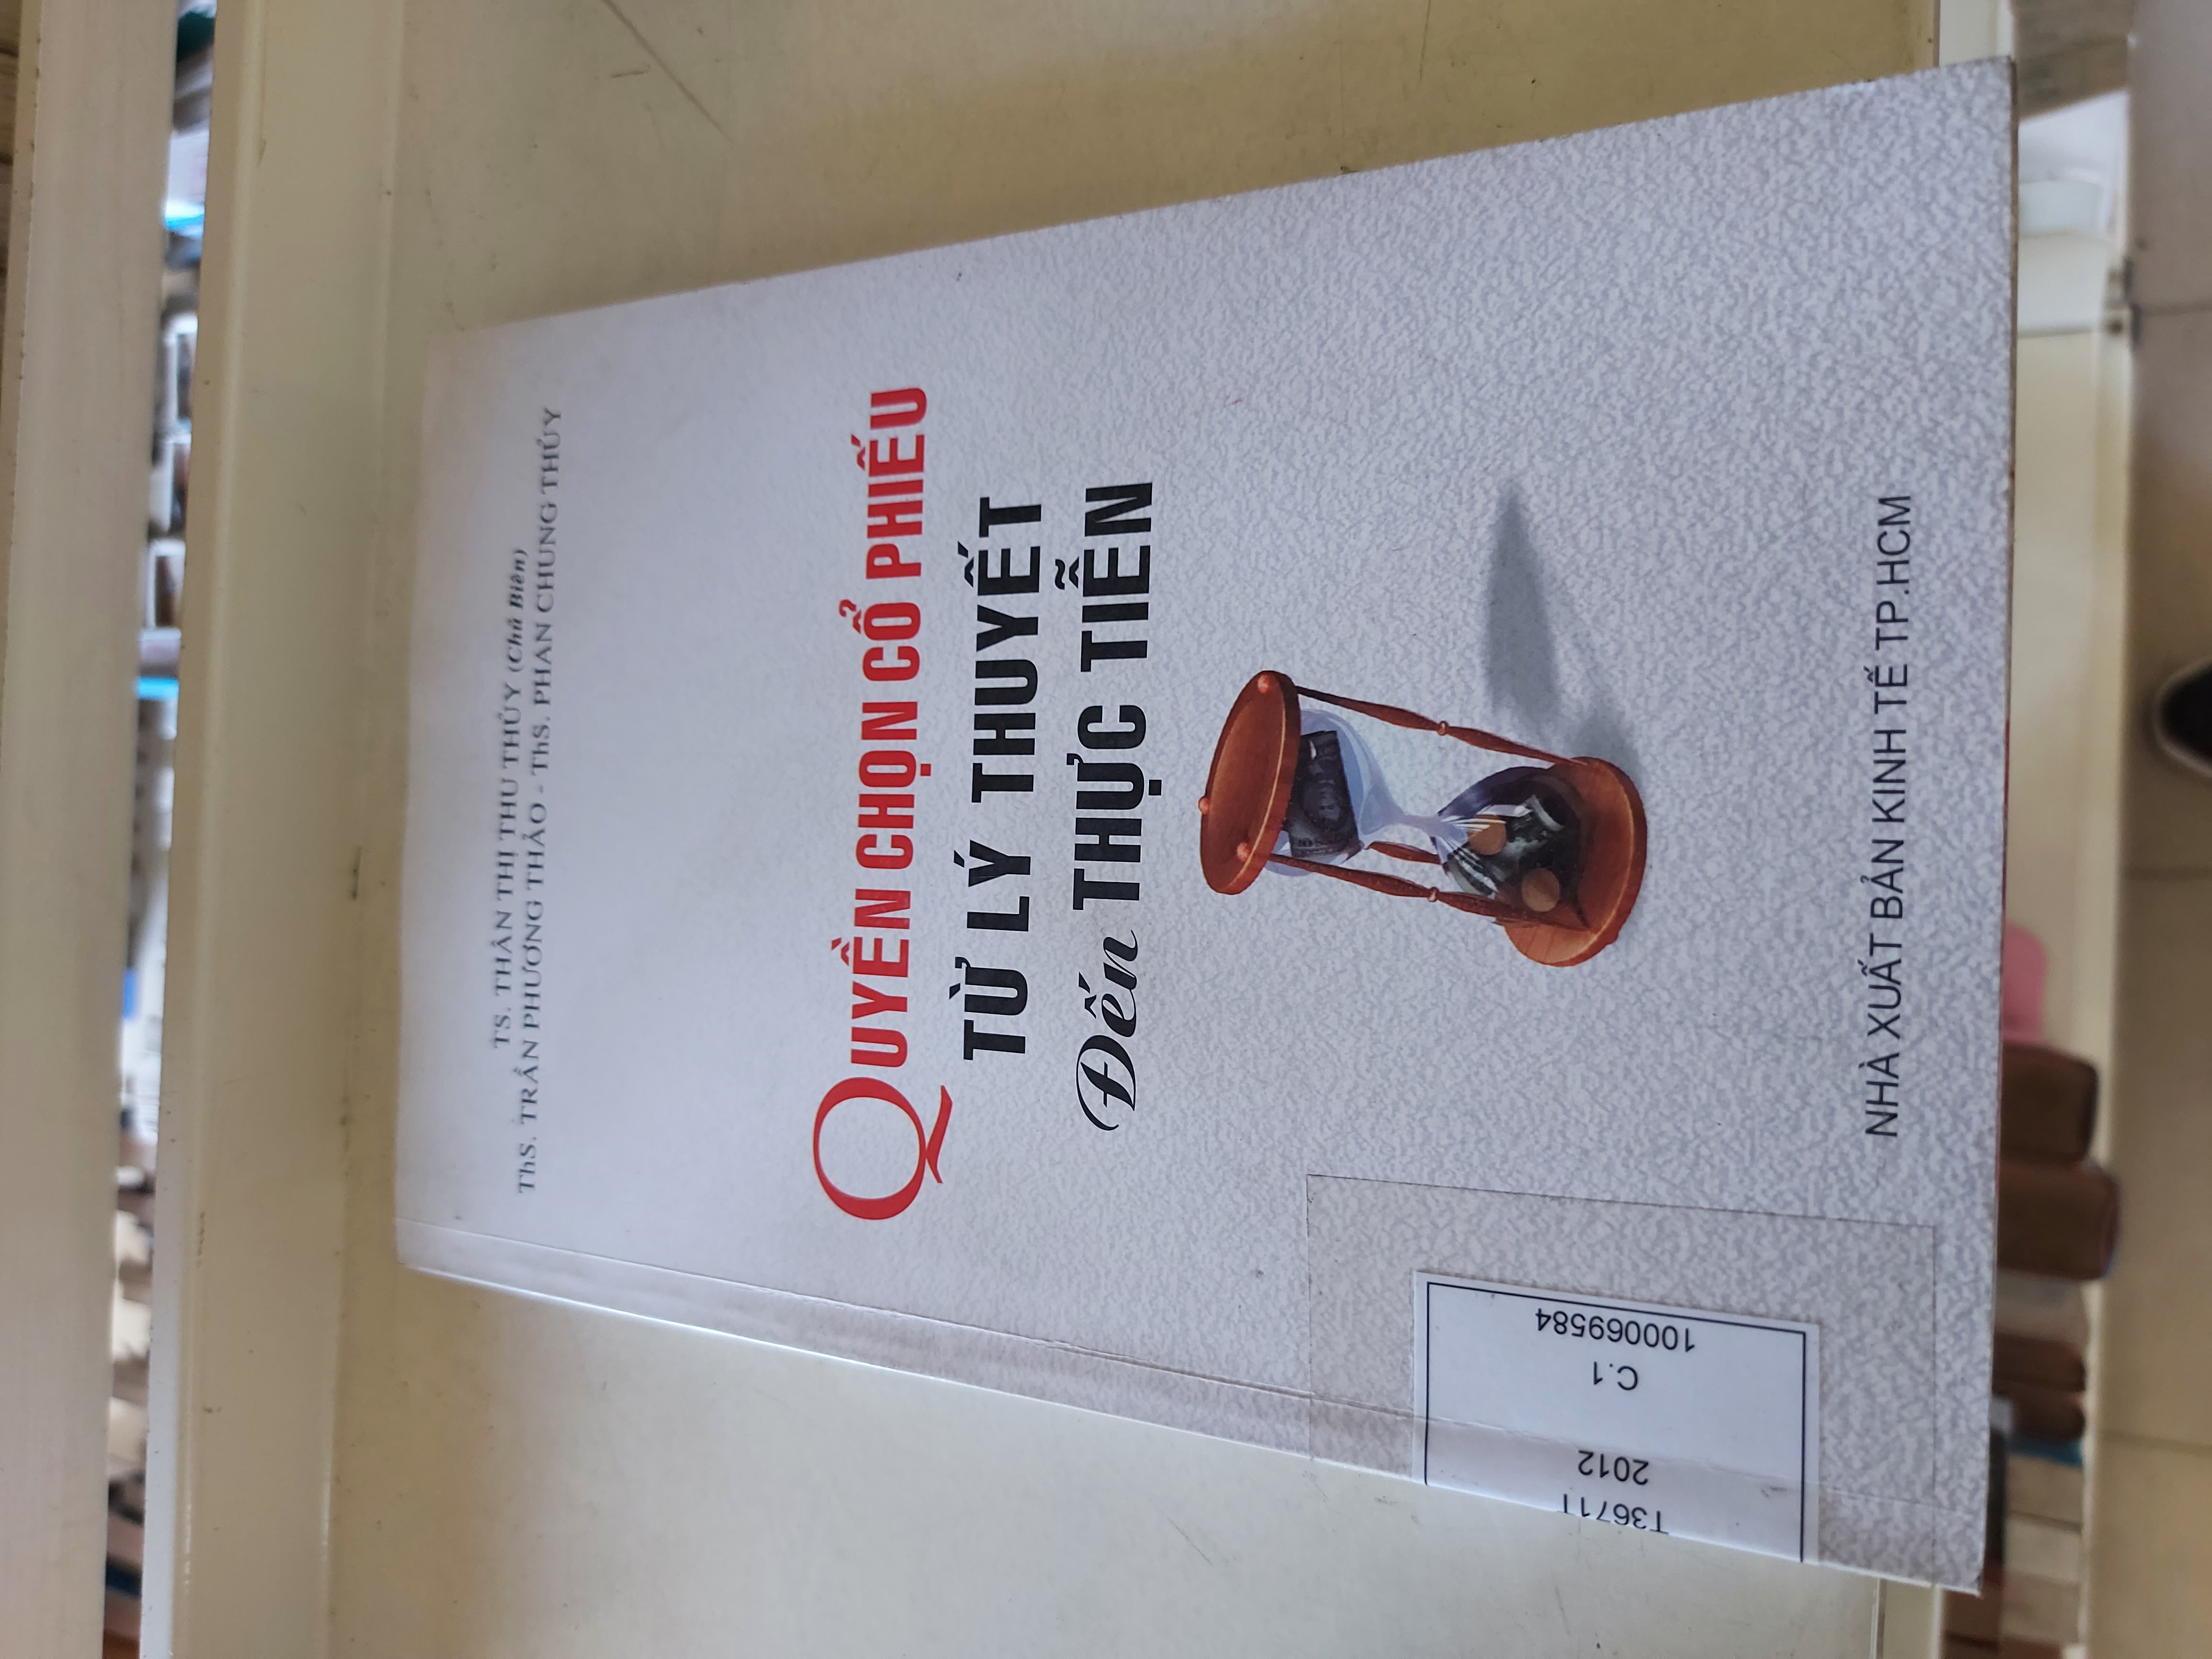 TS. THÂN THỊ THU THỦY (Chủ Biên)
ThS. TRẦN PHƯƠNG THẢO - ThS. PHAN CHUNG THỦY
QUYỀN CHỌN CỔ PHIẾU
TỪ LÝ THUYẾT
Đến THỰC TIỄN
T3671T
2012
C.1
100069584
NHÀ XUẤT BẢN KINH TẾ TP.HCM